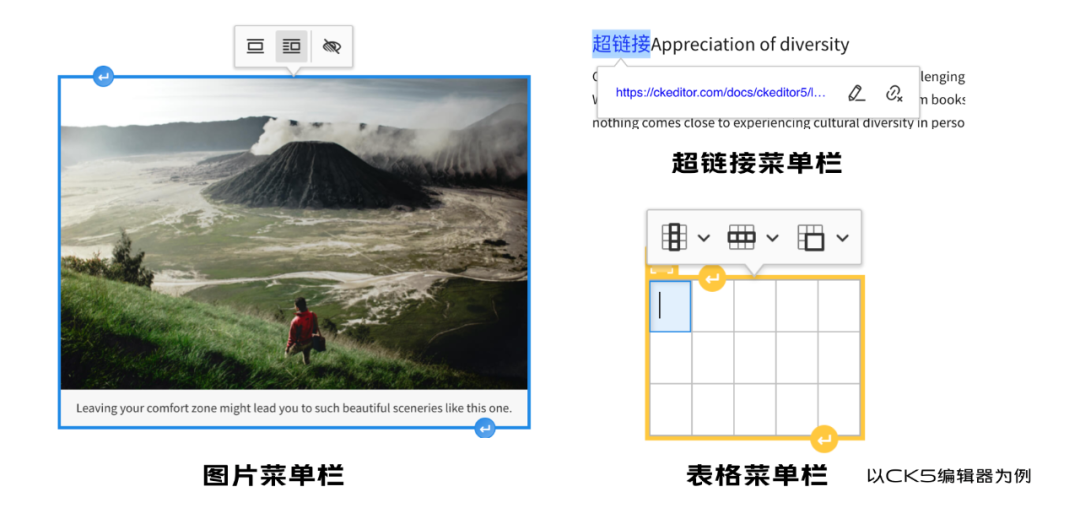 Leaving your comfort zone might lead you to such beautiful sceneries like this one.
图片菜单栏
超链接Appreciation of diversity
lenging
https://ckeditor.com/docs/ckeditor5/l...
books
nothing comes close to experiencing cultural diversity in perso
超链接菜单栏
表格菜单栏
以CK5编辑器为例